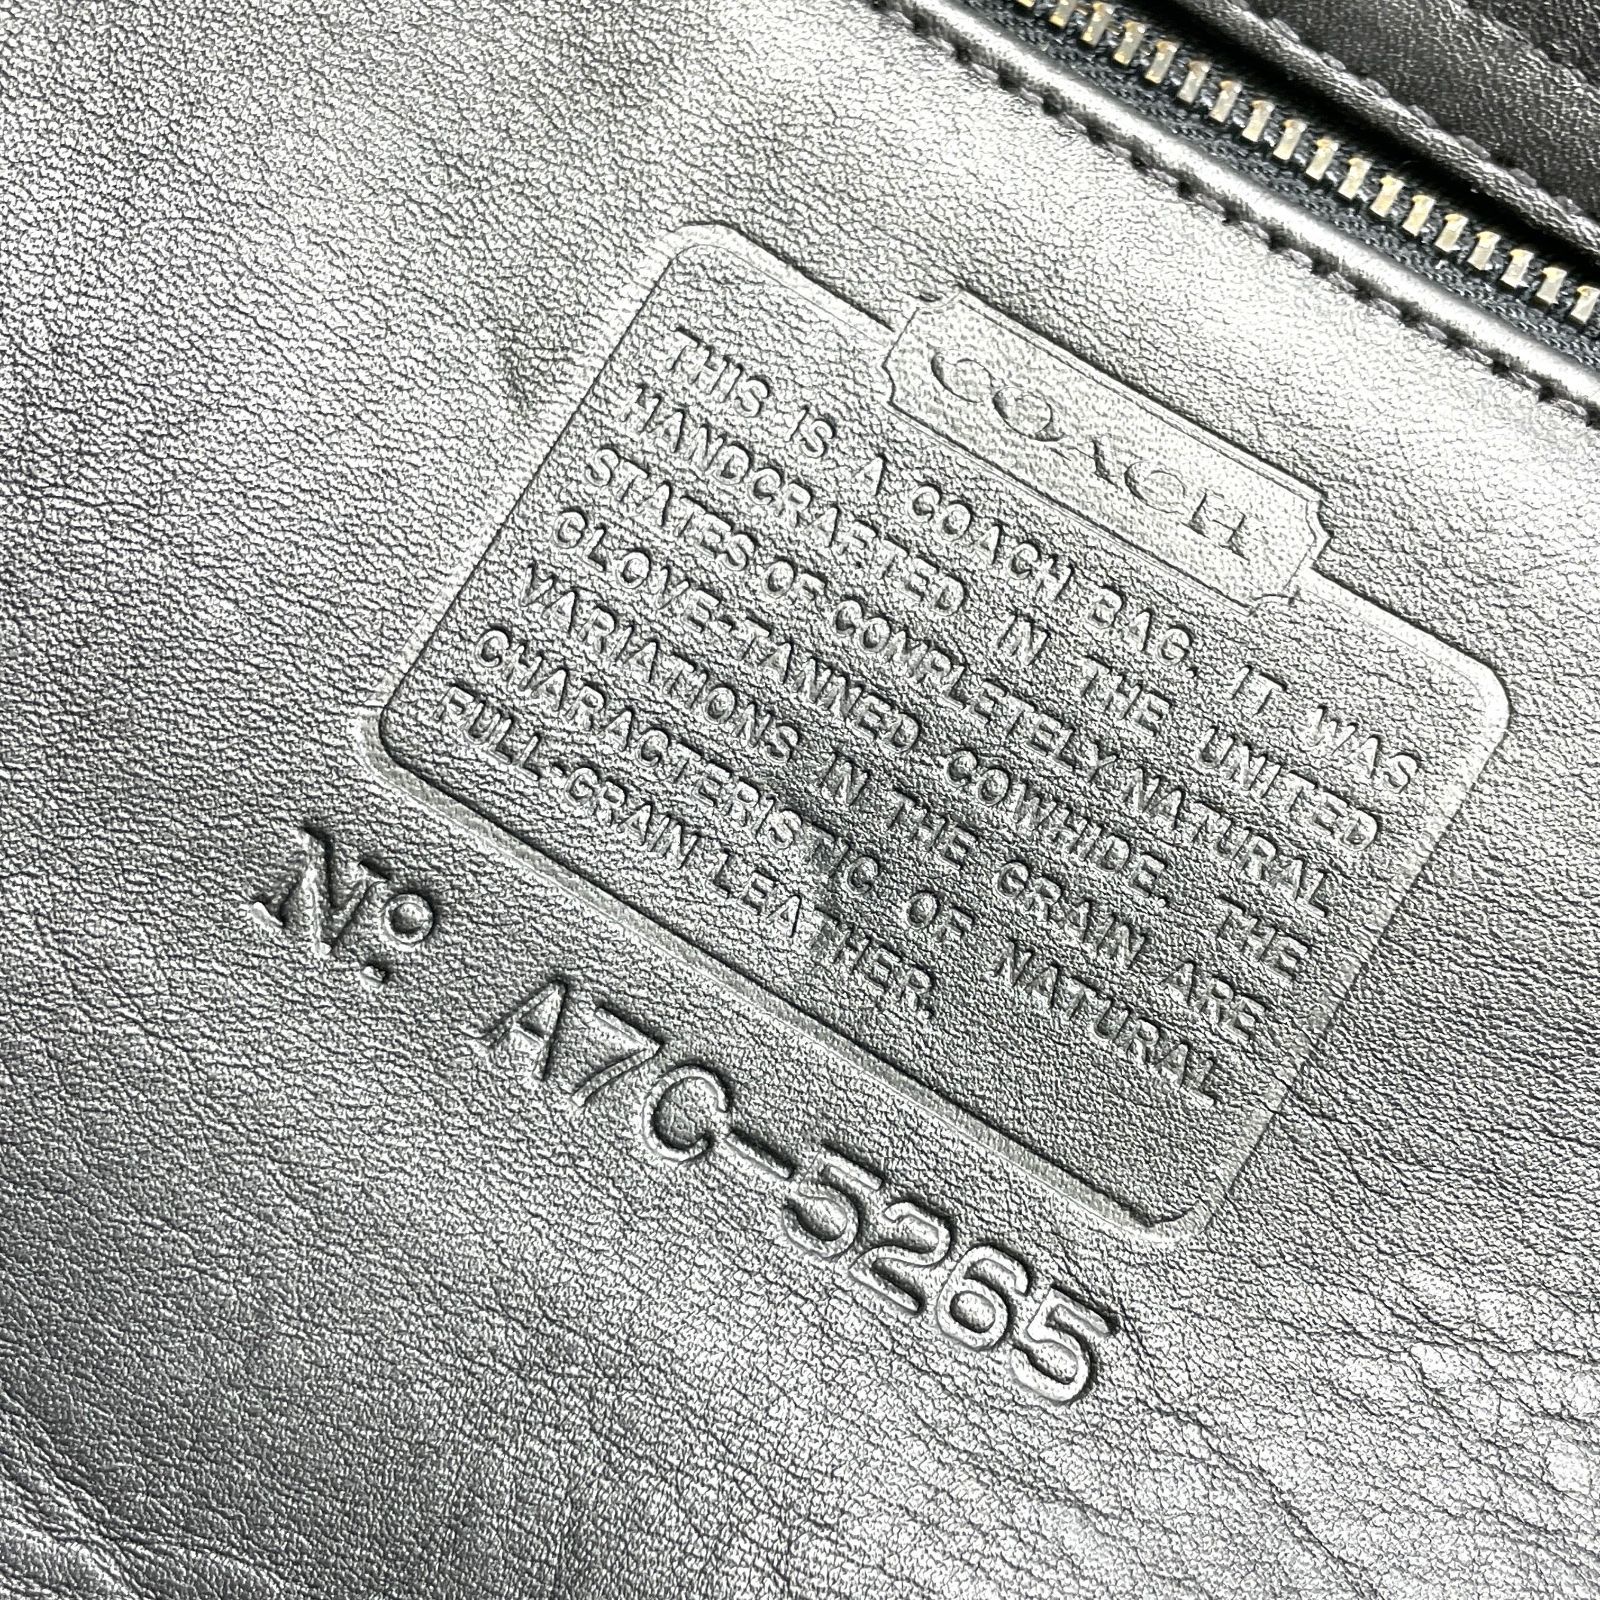 COACH
THIS IS A COACH BAG. IT WAS
HANDCRAFTED IN THE UNITED
STATES OF COMPLETELY NATURAL
GLOVE-TANNED COWHIDE. THE
VARIATIONS IN THE GRAIN ARE
CHARACTERISTIC OF NATURAL
FULL-GRAIN LEATHER.
No. A7C-5265